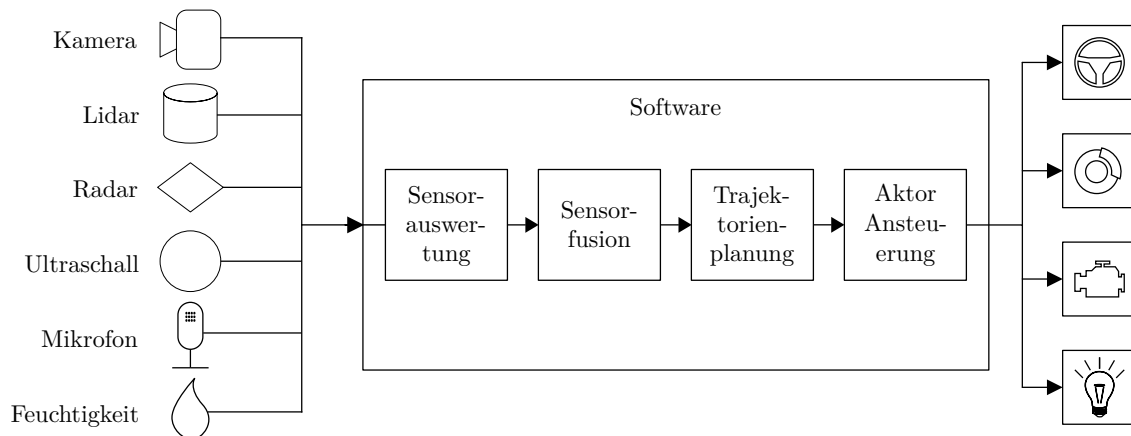 Kamera
Lidar
Radar
Ultraschall
Mikrofon
Feuchtigkeit
Software
Sensor-
auswer-
tung
Sensor-
fusion
Trajek-
torien-
planung
Aktor
Ansteu-
erung